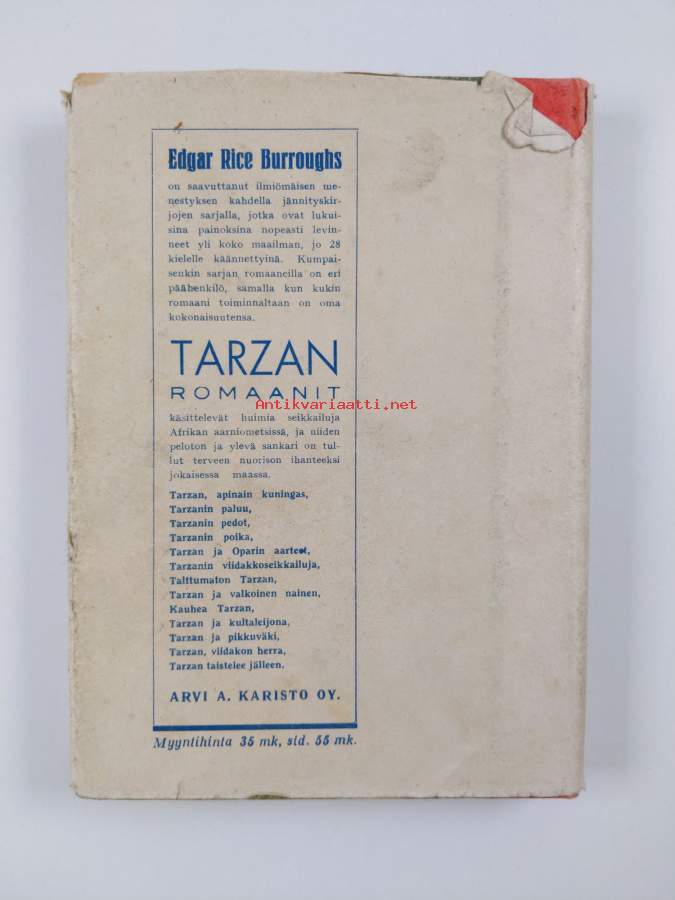 Edgar Rice Burroughs
on saavuttanut ilmiömäisen me-
nestyksen kahdella jännityskir-
jojen sarjalla, jotka ovat lukui-
sina painoksina nopeasti levin-
neet yli koko maailman, jo 28
kielelle käännettyinä. Kumpai-
senkin sarjan romaaneilla on eri
päähenkilö, samalla kun kukin
romaani toiminnaltaan on oma
kokonaisuutensa.
TARZAN
ROMAANIT
Antikvariaatti.net
käsittelevät huimia seikkailuja
Afrikan aarniometsissä, ja niiden
peloton ja ylevä sankari on tul-
lut terveen nuorison ihanteeksi
jokaisessa maassa.
Tarzan, apinain kuningas,
Tarzanin paluu,
Tarzanin pedot,
Tarzanin poika,
Tarzan ja Oparin aarteet,
Tarzanin viidakkoseikkailuja,
Talttumaton Tarzan,
Tarzan ja valkoinen nainen,
Kauhea Tarzan,
Tarzan ja kultaleijona,
Tarzan ja pikkuväki,
Tarzan, viidakon herra,
Tarzan taistelee jälleen.
ARVI A. KARISTO OY.
Myyntihinta 35 mk, sid. 55 mk.